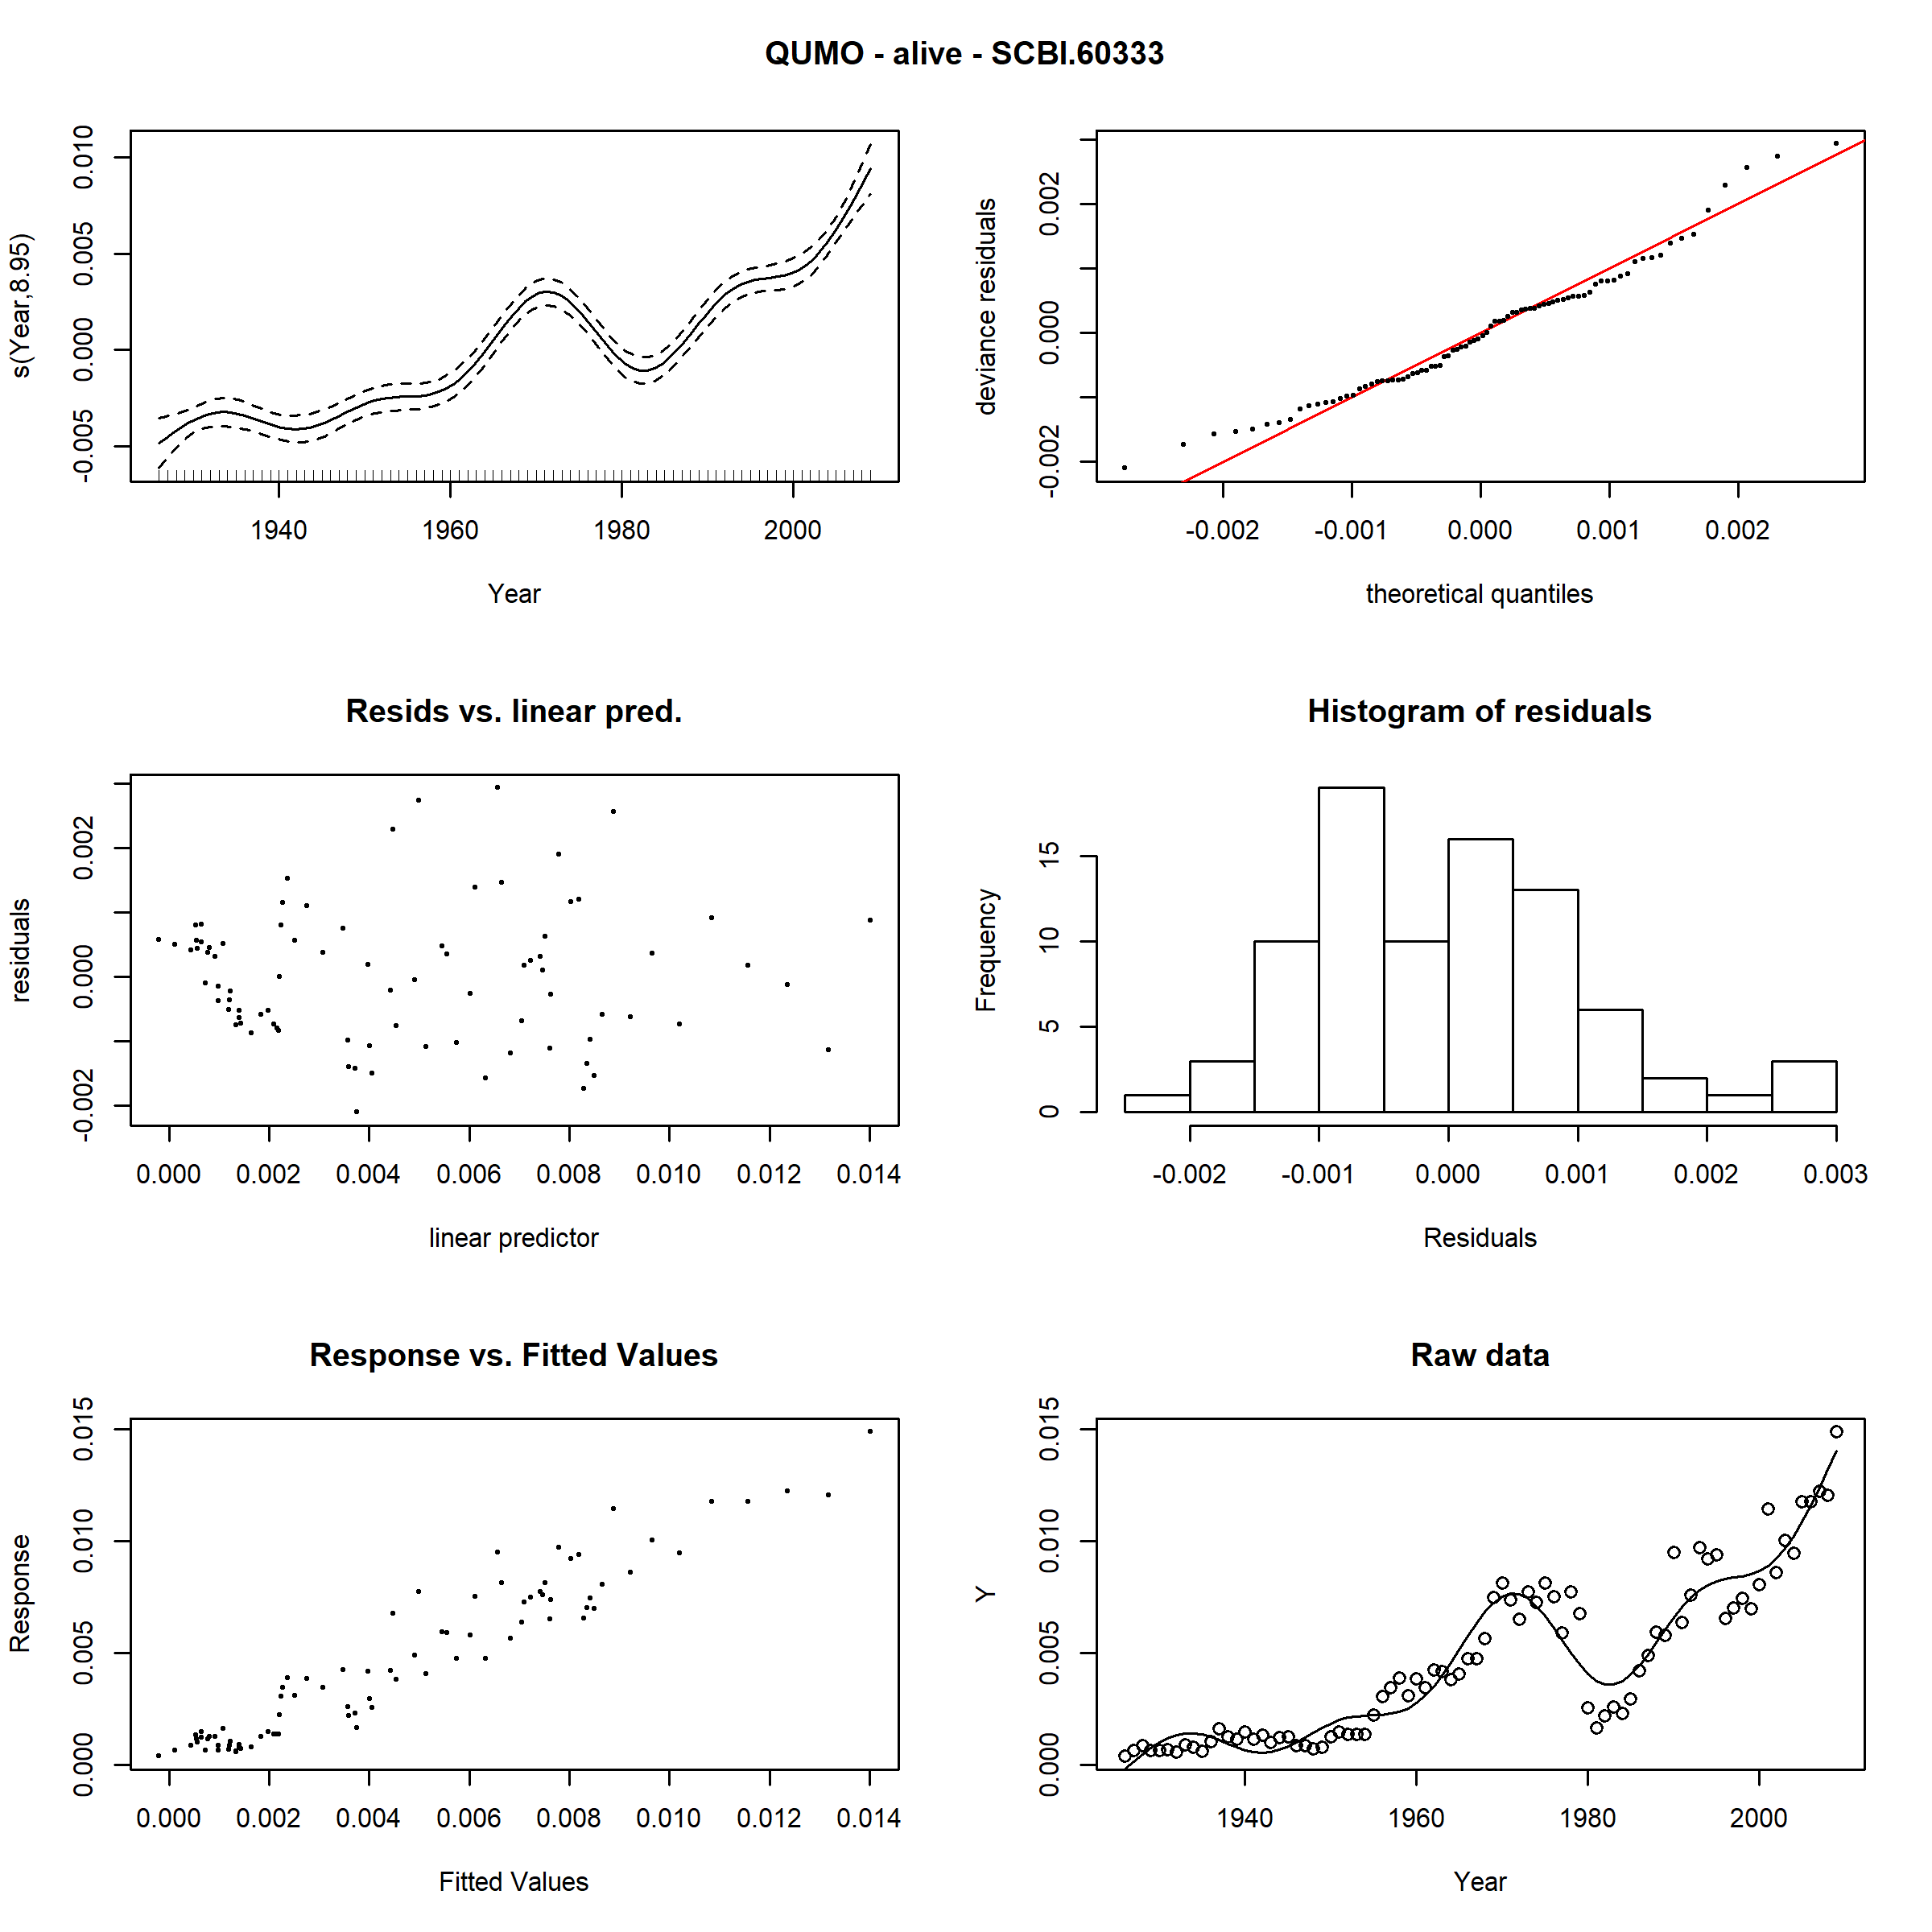 QUMO - alive - SCBI.60333
s(Year,8.95)
-0.005 0.000 0.005 0.010
1940 1960 1980 2000
Year
deviance residuals
-0.002 0.000 0.002
-0.002 -0.001 0.000 0.001 0.002
theoretical quantiles
Resids vs. linear pred.
residuals
-0.002 0.000 0.002
0.000 0.002 0.004 0.006 0.008 0.010 0.012 0.014
linear predictor
Histogram of residuals
Frequency
0 5 10 15
-0.002 -0.001 0.000 0.001 0.002 0.003
Residuals
Response vs. Fitted Values
Response
0.000 0.005 0.010 0.015
0.000 0.002 0.004 0.006 0.008 0.010 0.012 0.014
Fitted Values
Raw data
Y
0.000 0.005 0.010 0.015
1940 1960 1980 2000
Year